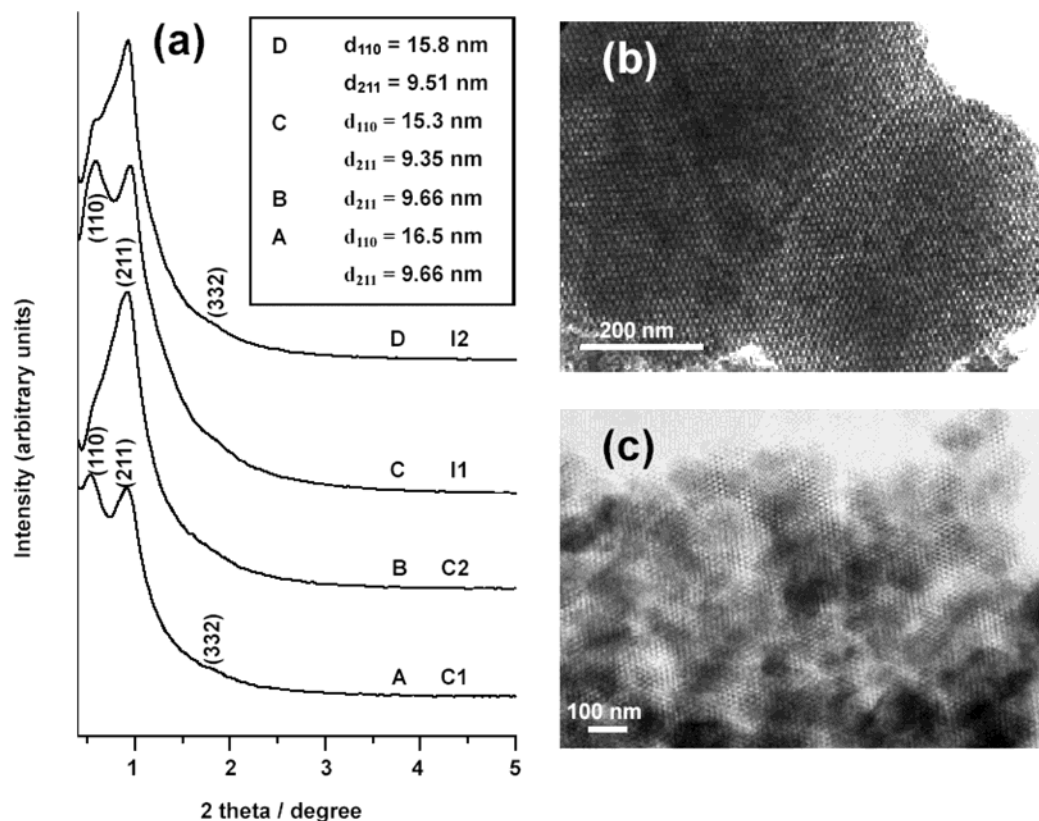 (a)
D d₁₁₀ = 15.8 nm
d₂₁₁ = 9.51 nm
C d₁₁₀ = 15.3 nm
d₂₁₁ = 9.35 nm
B d₂₁₁ = 9.66 nm
A d₁₁₀ = 16.5 nm
d₂₁₁ = 9.66 nm
(110)
(211)
(332)
D I2
C I1
(110)
(211)
B C2
(332)
A C1
1 2 3 4 5
2 theta / degree
Intensity (arbitrary units)
(b)
200 nm
(c)
100 nm